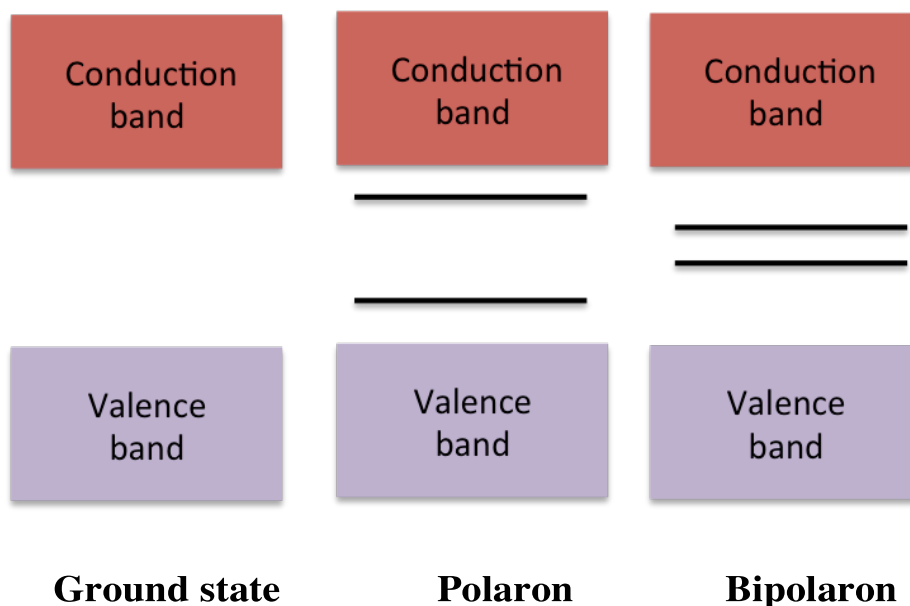 Conduction
band
Conduction
band
Conduction
band
Valence
band
Valence
band
Valence
band
Ground state
Polaron
Bipolaron